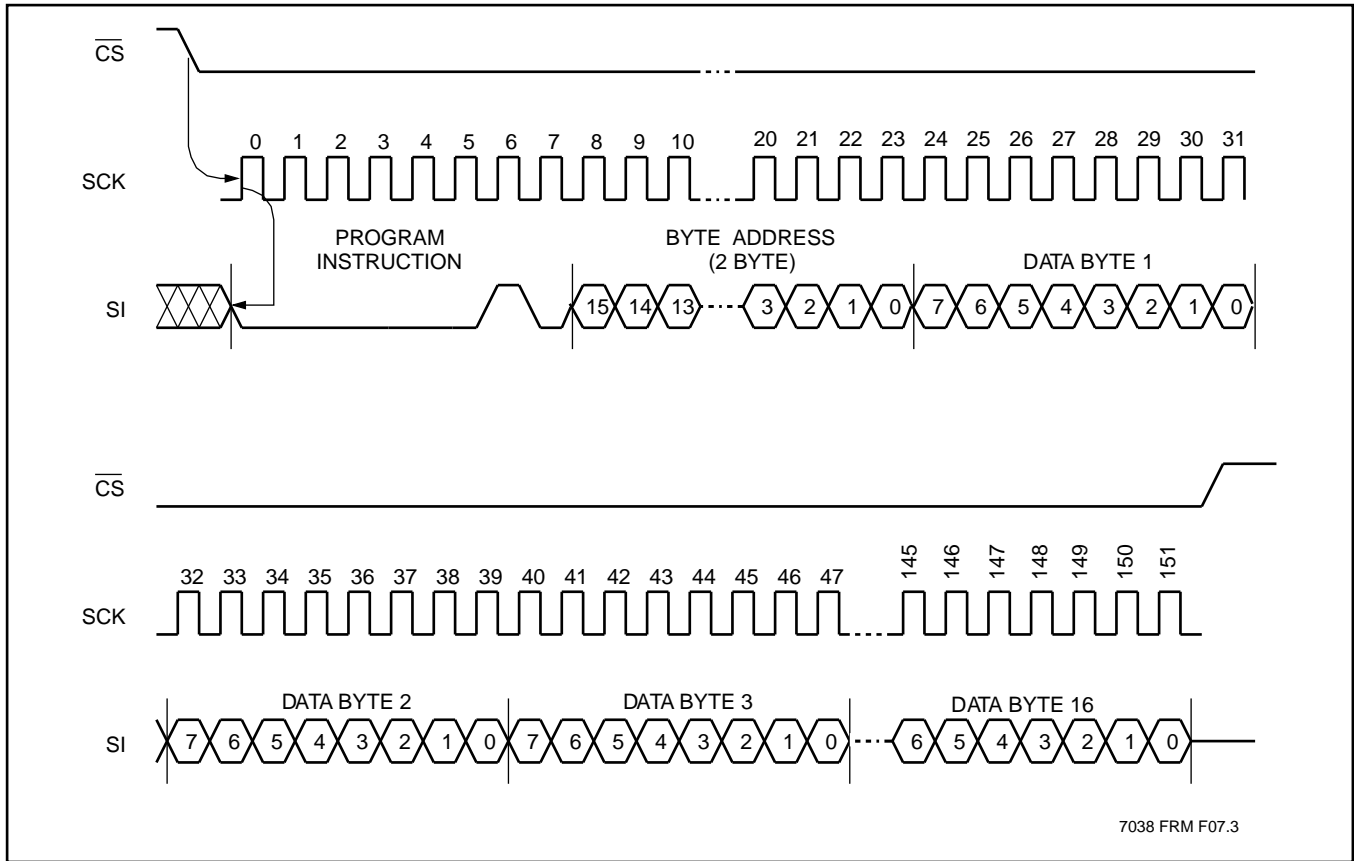 CS
0 1 2 3 4 5 6 7 8 9 10 20 21 22 23 24 25 26 27 28 29 30 31
SCK
PROGRAM
INSTRUCTION
BYTE ADDRESS
(2 BYTE)
DATA BYTE 1
SI
15 14 13 3 2 1 0 7 6 5 4 3 2 1 0
CS
32 33 34 35 36 37 38 39 40 41 42 43 44 45 46 47 145 146 147 148 149 150 151
SCK
DATA BYTE 2 DATA BYTE 3 DATA BYTE 16
SI
7 6 5 4 3 2 1 0 7 6 5 4 3 2 1 0 6 5 4 3 2 1 0
7038 FRM F07.3